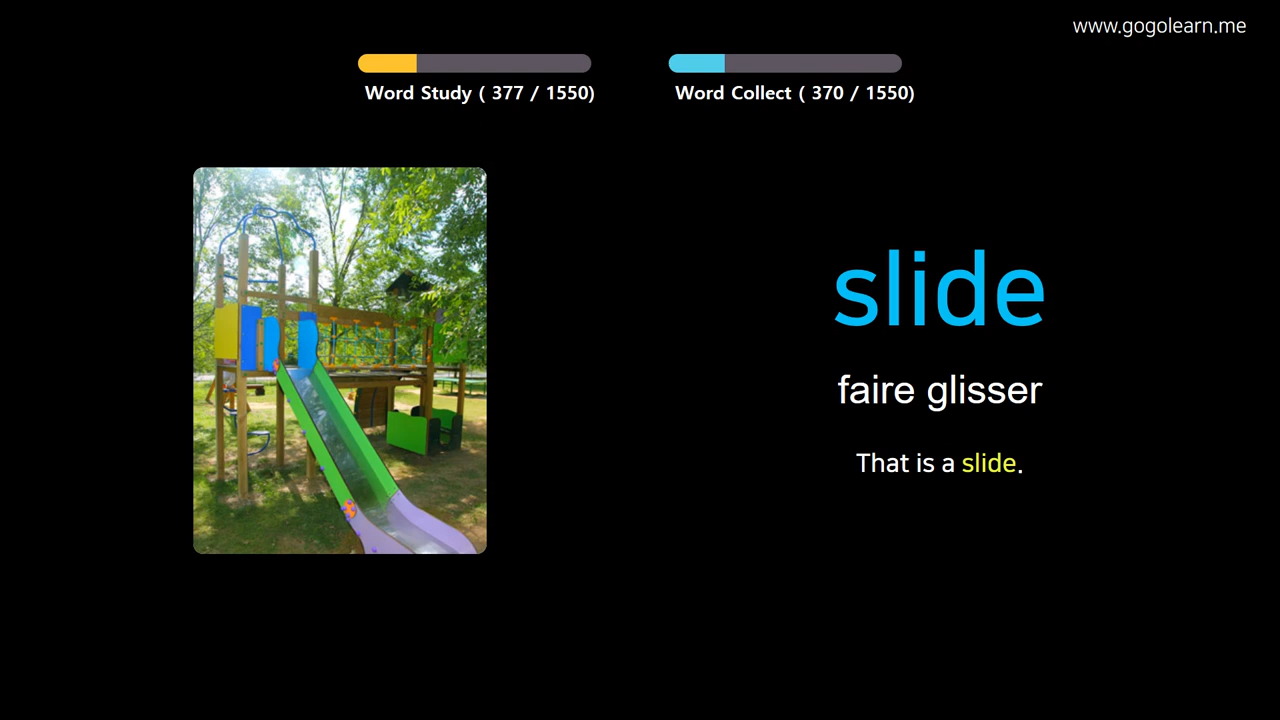 www.gogolearn.me
Word Study ( 377 / 1550)
Word Collect ( 370 / 1550)
slide
faire glisser
That is a slide.